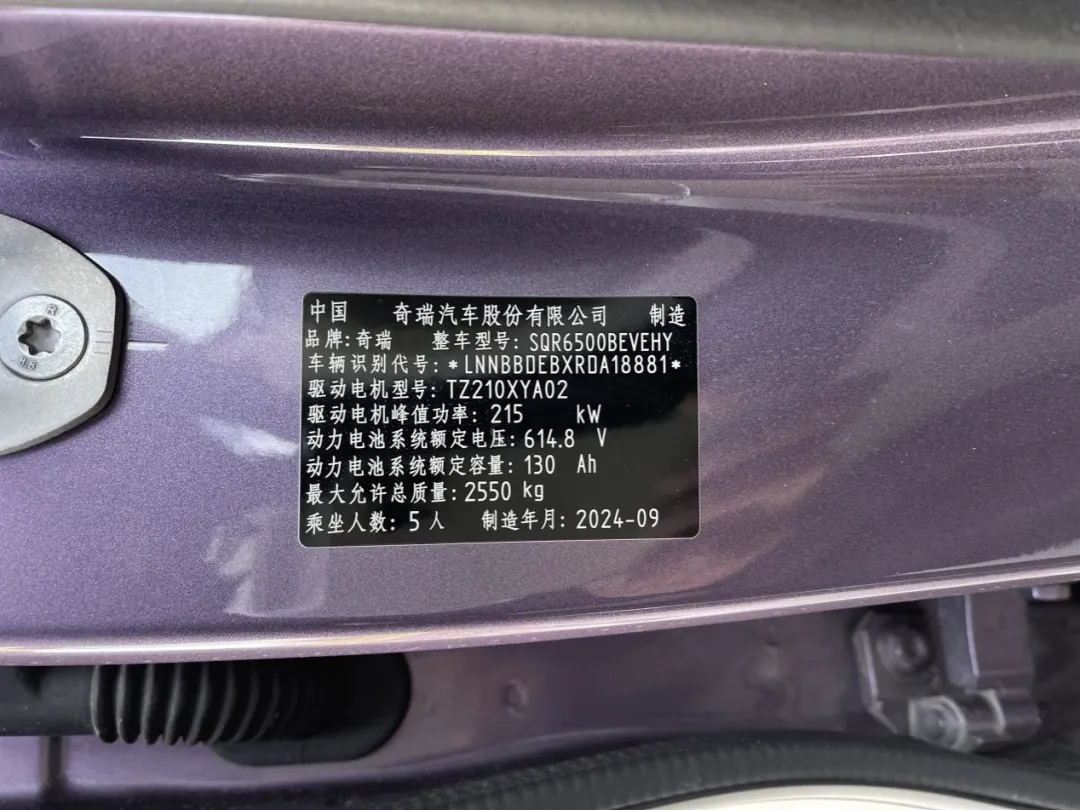 中国 奇瑞汽车股份有限公司 制造
品牌:奇瑞 整车型号:SQR6500BEVEHY
车辆识别代号:*LNNBBDEBXRDA18881*
驱动电机型号:TZ210XYA02
驱动电机峰值功率:215 kW
动力电池系统额定电压:614.8 V
动力电池系统额定容量:130 Ah
最大允许总质量:2550 kg
乘坐人数:5人 制造年月:2024-09
R
8.8